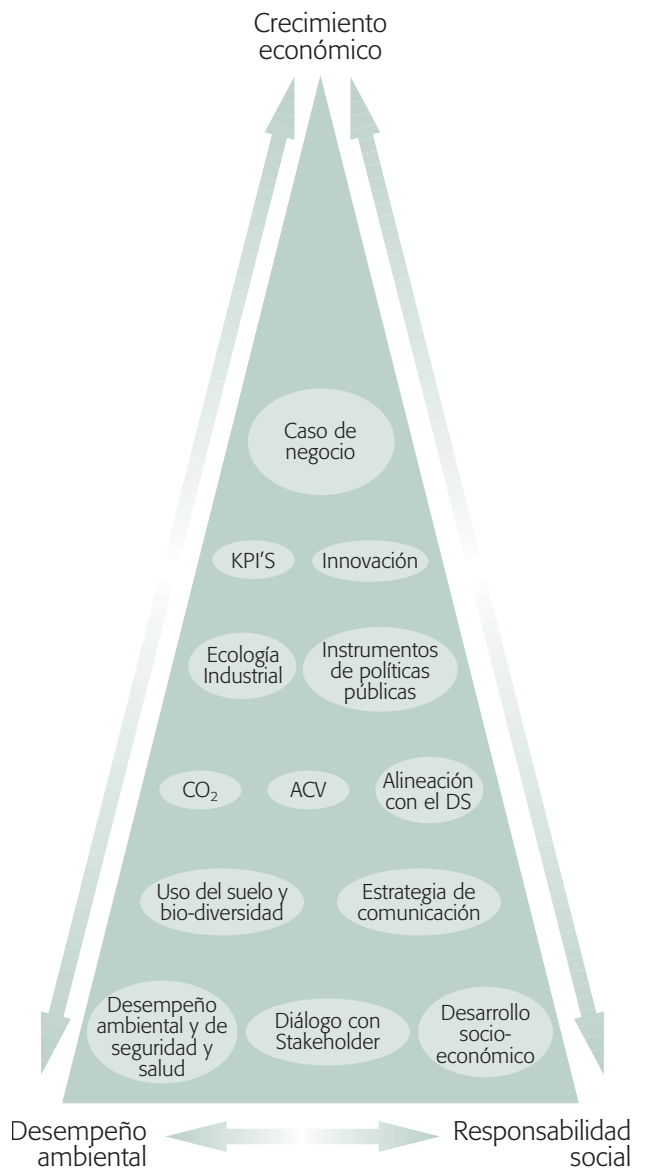 Crecimiento
económico
Caso de
negocio
KPI'S
Innovación
Ecología
Industrial
Instrumentos
de políticas
públicas
CO₂
ACV
Alineación
con el DS
Uso del suelo y
bio-diversidad
Estrategia de
comunicación
Desempeño
ambiental y de
seguridad y
salud
Diálogo con
Stakeholder
Desarrollo
socio-
económico
Desempeño
ambiental
Responsabilidad
social